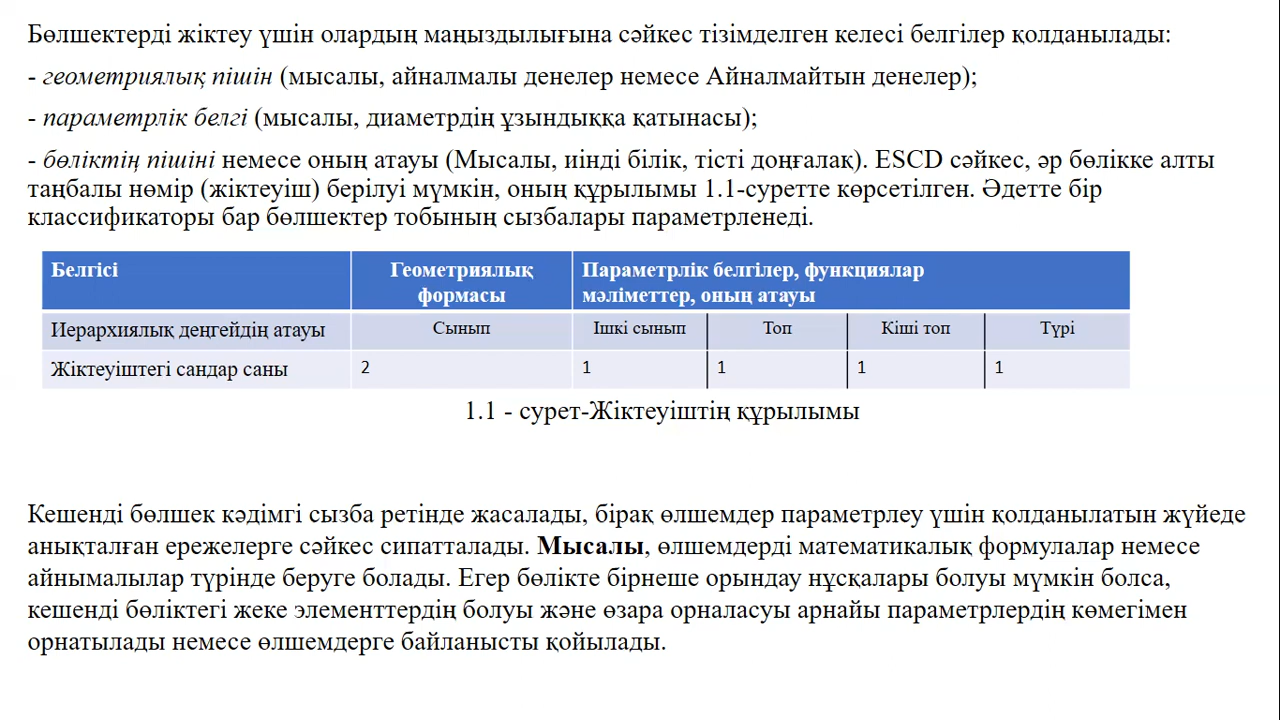 Бөлшектерді жіктеу үшін олардың маңыздылығына сәйкес тізімделген келесі белгілер қолданылады:
- геометриялық пішін (мысалы, айналмалы денелер немесе Айналмайтын денелер);
- параметрлік белгі (мысалы, диаметрдің ұзындыққа қатынасы);
- бөліктің пішіні немесе оның атауы (Мысалы, иінді білік, тісті доңғалақ). ESCD сәйкес, әр бөлікке алты
таңбалы нөмір (жіктеуіш) берілуі мүмкін, оның құрылымы 1.1-суретте көрсетілген. Әдетте бір
классификаторы бар бөлшектер тобының сызбалары параметрленеді.
Белгісі Геометриялық формасы Параметрлік белгілер, функциялар
мәліметтер, оның атауы
Иерархиялық деңгейдің атауы Сынып Ішкі сынып Топ Кіші топ Түрі
Жіктеуіштегі сандар саны 2 1 1 1 1
1.1 - сурет-Жіктеуіштің құрылымы
Кешенді бөлшек кәдімгі сызба ретінде жасалады, бірақ өлшемдер параметрлеу үшін қолданылатын жүйеде
анықталған ережелерге сәйкес сипатталады. Мысалы, өлшемдерді математикалық формулалар немесе
айнымалылар түрінде беруге болады. Егер бөлікте бірнеше орындау нұсқалары болуы мүмкін болса,
кешенді бөліктегі жеке элементтердің болуы және өзара орналасуы арнайы параметрлердің көмегімен
орнатылады немесе өлшемдерге байланысты қойылады.